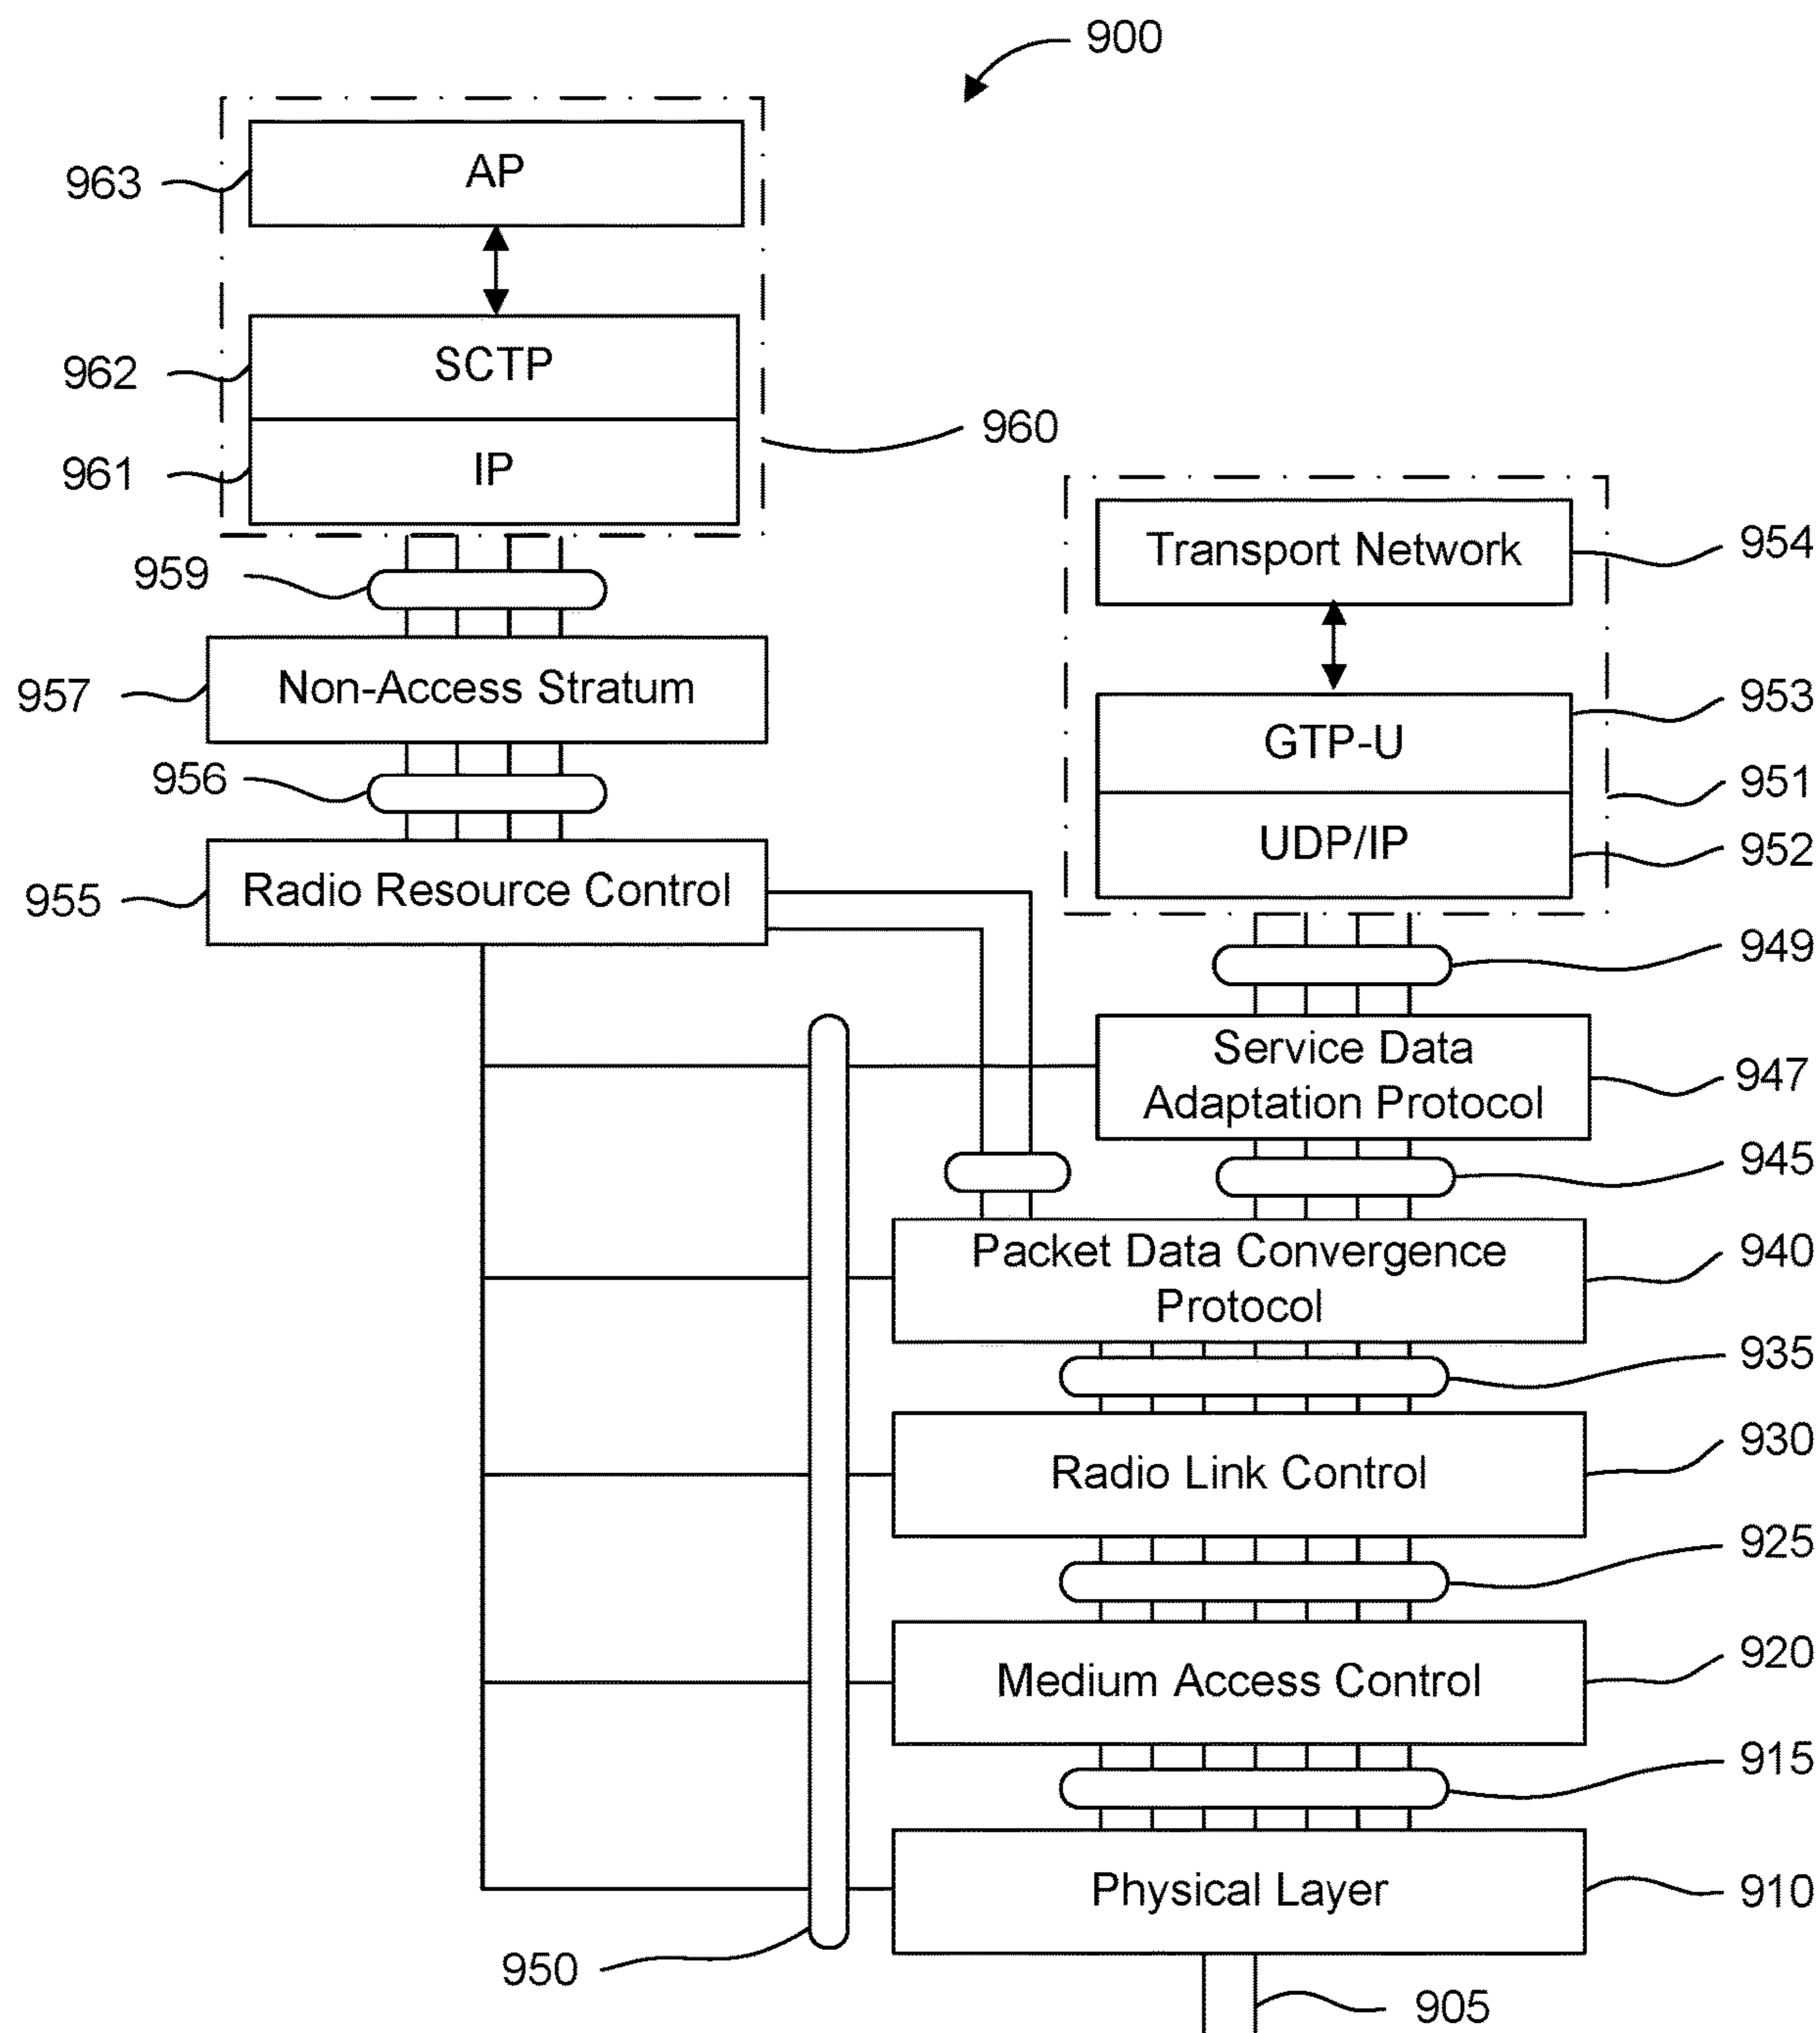 900
963
AP
962
SCTP
960
961
IP
Transport Network
954
959
957
Non-Access Stratum
953
GTP-U
956
951
UDP/IP
952
955
Radio Resource Control
949
Service Data
Adaptation Protocol
947
945
Packet Data Convergence
Protocol
940
935
Radio Link Control
930
925
Medium Access Control
920
915
Physical Layer
910
950
905